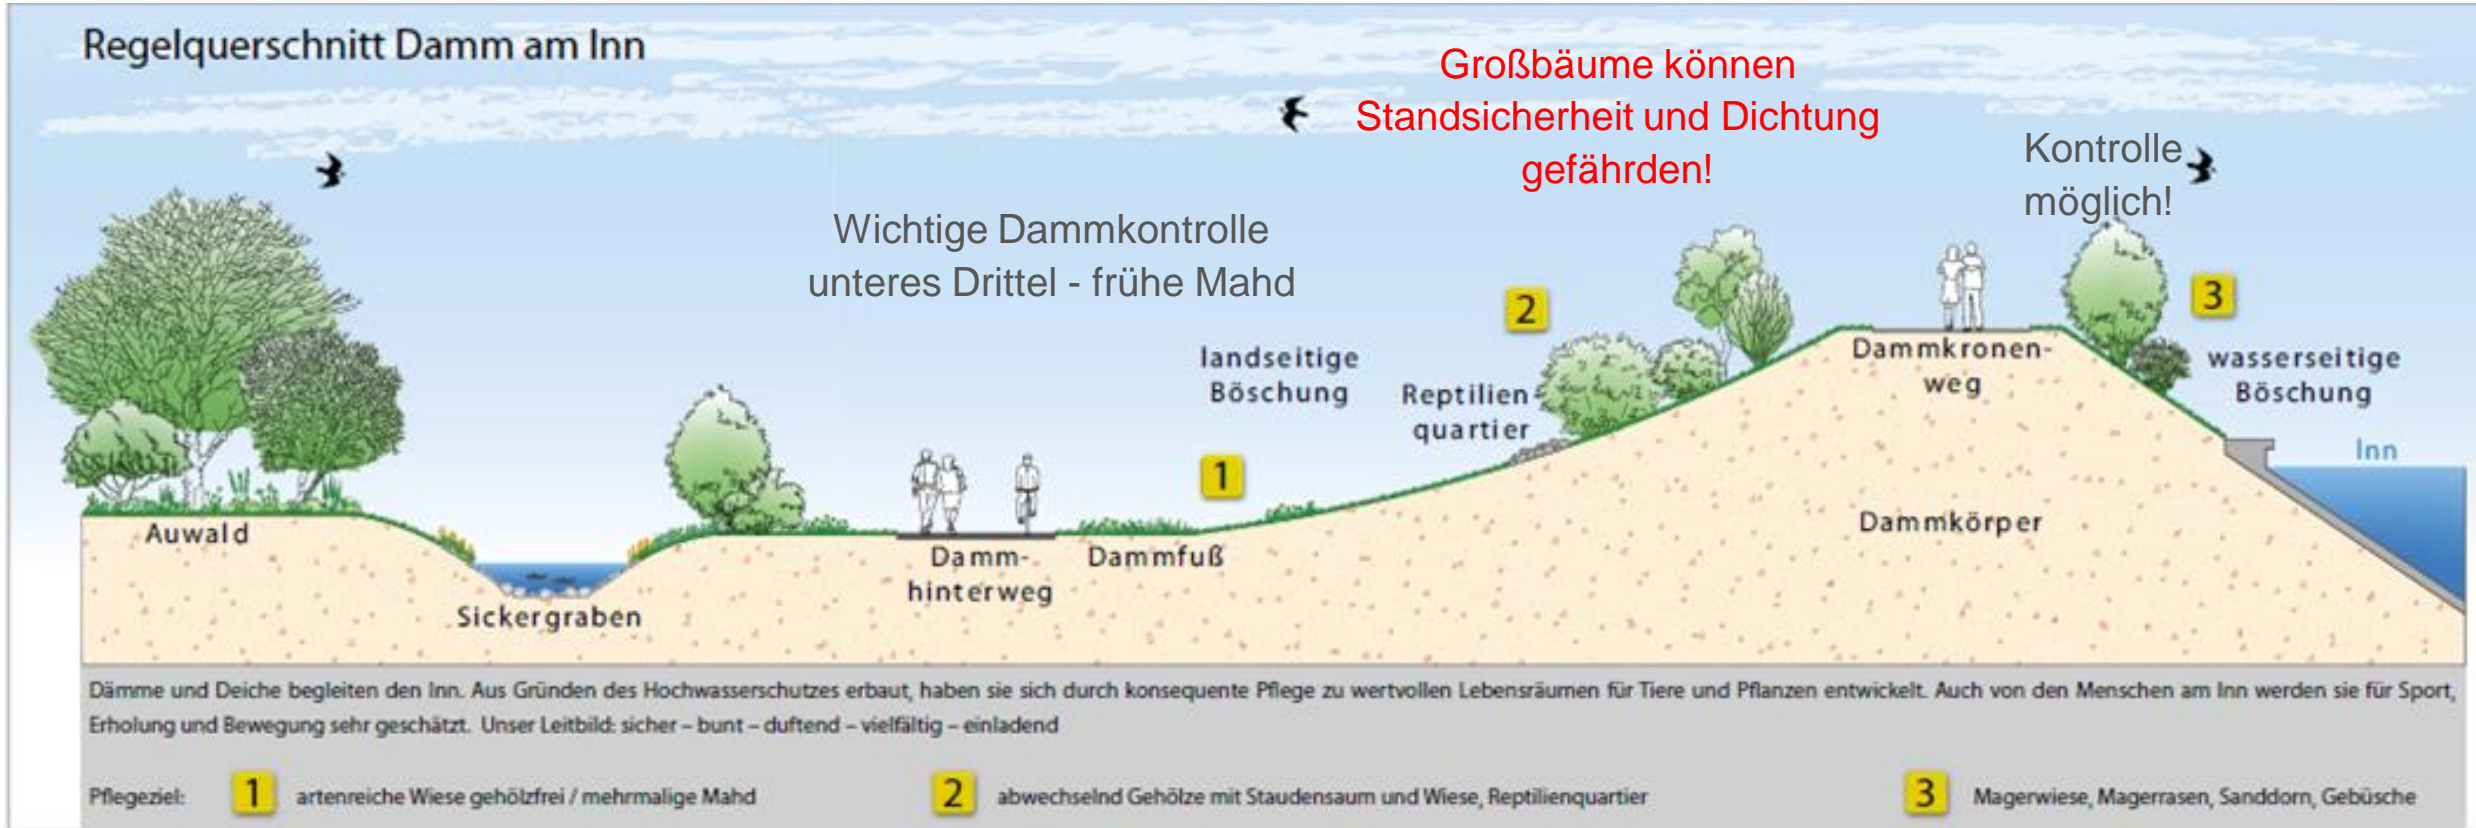 Regelquerschnitt Damm am Inn
Großbäume können
Standsicherheit und Dichtung
gefährden!
Kontrolle
möglich!
Wichtige Dammkontrolle
unteres Drittel - frühe Mahd
2
3
landseitige
Böschung
Reptilien-
quartier
Dammkronen-
weg
wasserseitige
Böschung
Inn
1
Auwald
Sickergraben
Damm-
hinterweg
Dammfuß
Dammkörper
Dämme und Deiche begleiten den Inn. Aus Gründen des Hochwasserschutzes erbaut, haben sie sich durch konsequente Pflege zu wertvollen Lebensräumen für Tiere und Pflanzen entwickelt. Auch von den Menschen am Inn werden sie für Sport,
Erholung und Bewegung sehr geschätzt. Unser Leitbild: sicher – bunt – duftend – vielfältig – einladend
Pflegeziel: 1 artenreiche Wiese gehölzfrei / mehrmalige Mahd 2 abwechselnd Gehölze mit Staudensaum und Wiese, Reptilienquartier 3 Magerwiese, Magerrasen, Sanddorn, Gebüsche